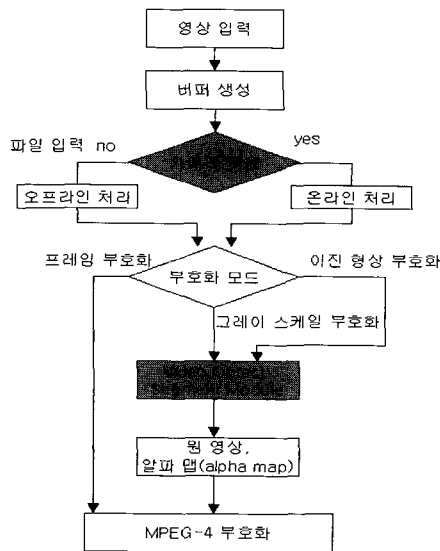 영상 입력
버퍼 생성
파일 입력 no
yes
오프라인 처리
온라인 처리
프레임 부호화
이진 형상 부호화
부호화 모드
그레이 스케일 부호화
원 영상,
알파 맵(alpha map)
MPEG-4 부호화